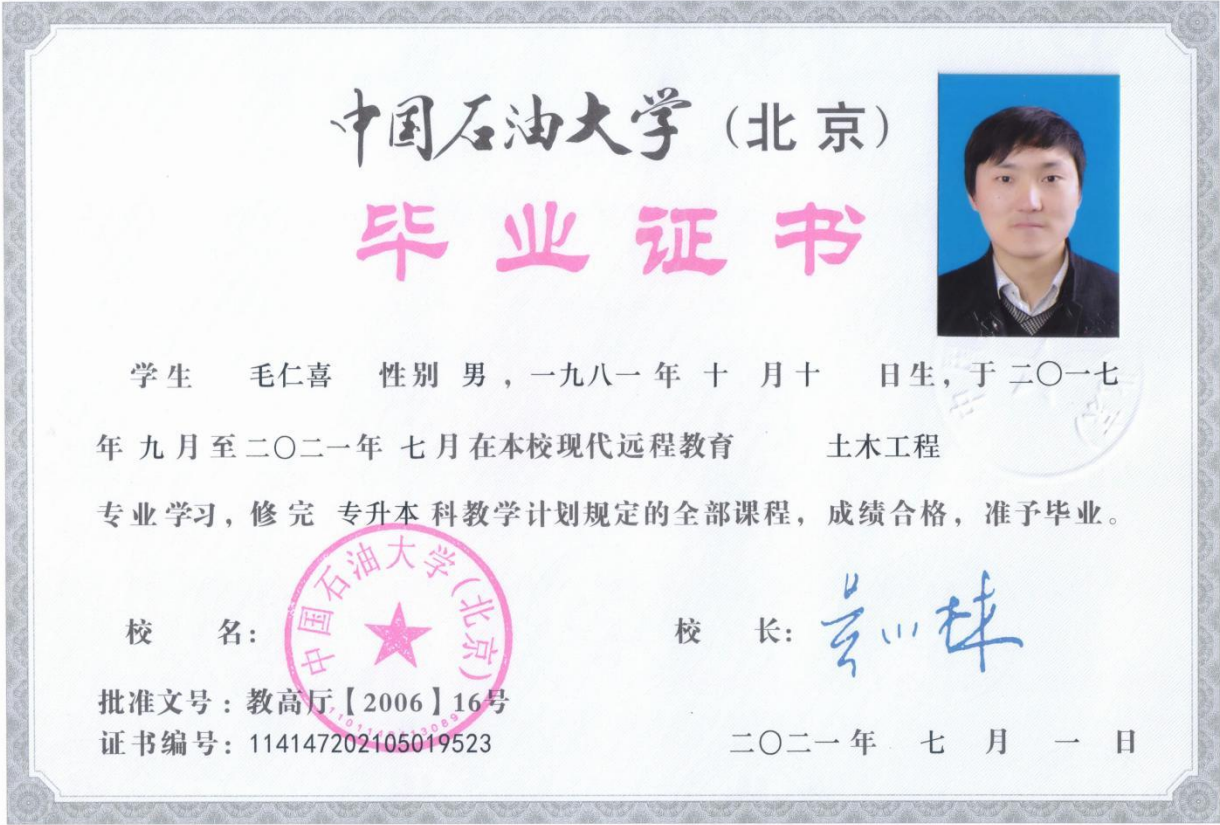 中国石油大学（北京）
毕业证书
学生 毛仁喜 性别 男，一九八一年 十 月十 日生，于二〇一七
年 九 月至二〇二一年 七 月在本校现代远程教育 土木工程
专业学习，修完 专升本 科教学计划规定的全部课程，成绩合格，准予毕业。
中国石油大学(北京)
校 名：
校 长：
批准文号：教高厅【2006】16号
证书编号：114147202105019523
二〇二一年 七 月 一 日